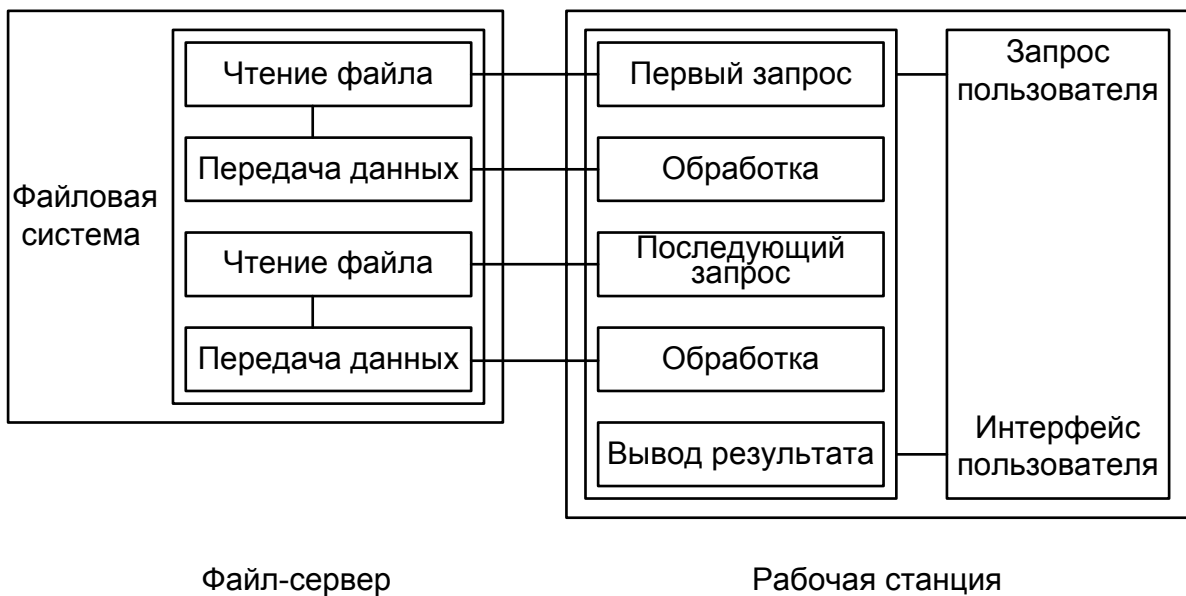 Файловая
система
Чтение файла
Передача данных
Чтение файла
Передача данных
Первый запрос
Обработка
Последующий
запрос
Обработка
Вывод результата
Запрос
пользователя
Интерфейс
пользователя
Файл-сервер
Рабочая станция